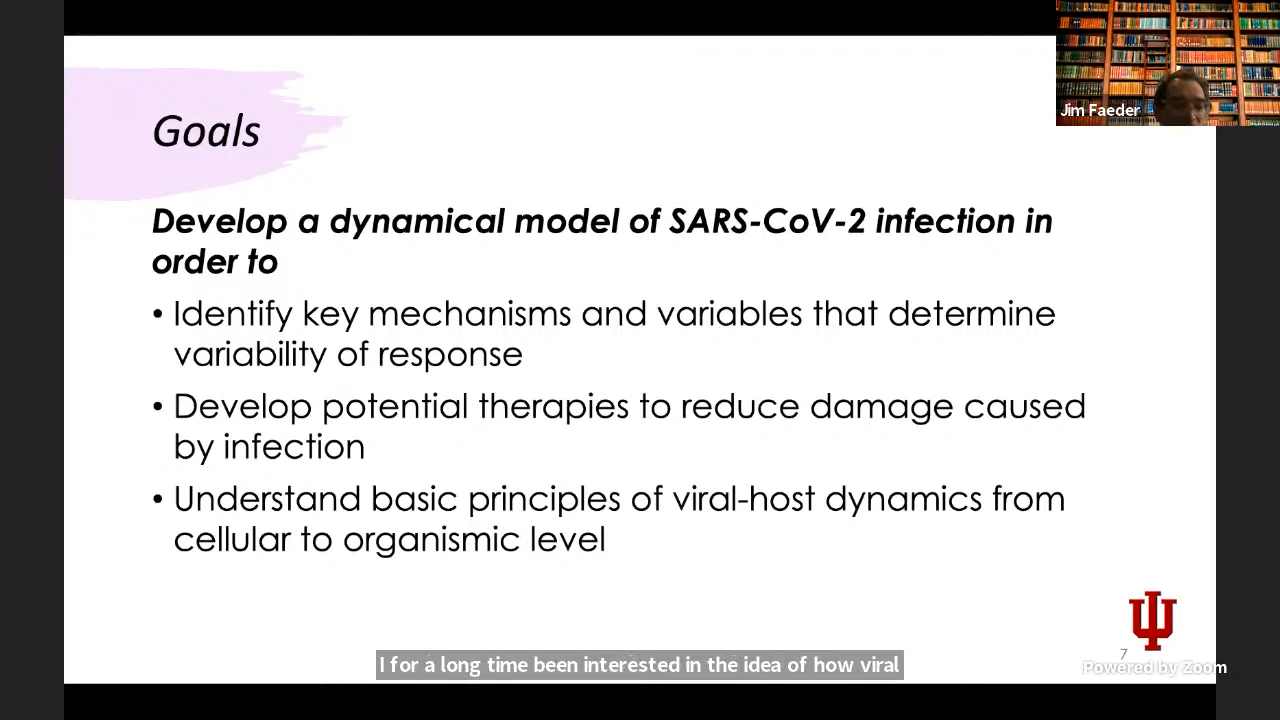 Jim Faeder
Goals
Develop a dynamical model of SARS-CoV-2 infection in
order to
• Identify key mechanisms and variables that determine
variability of response
• Develop potential therapies to reduce damage caused
by infection
• Understand basic principles of viral-host dynamics from
cellular to organismic level
7
I for a long time been interested in the idea of how viral
Powered by Zoom